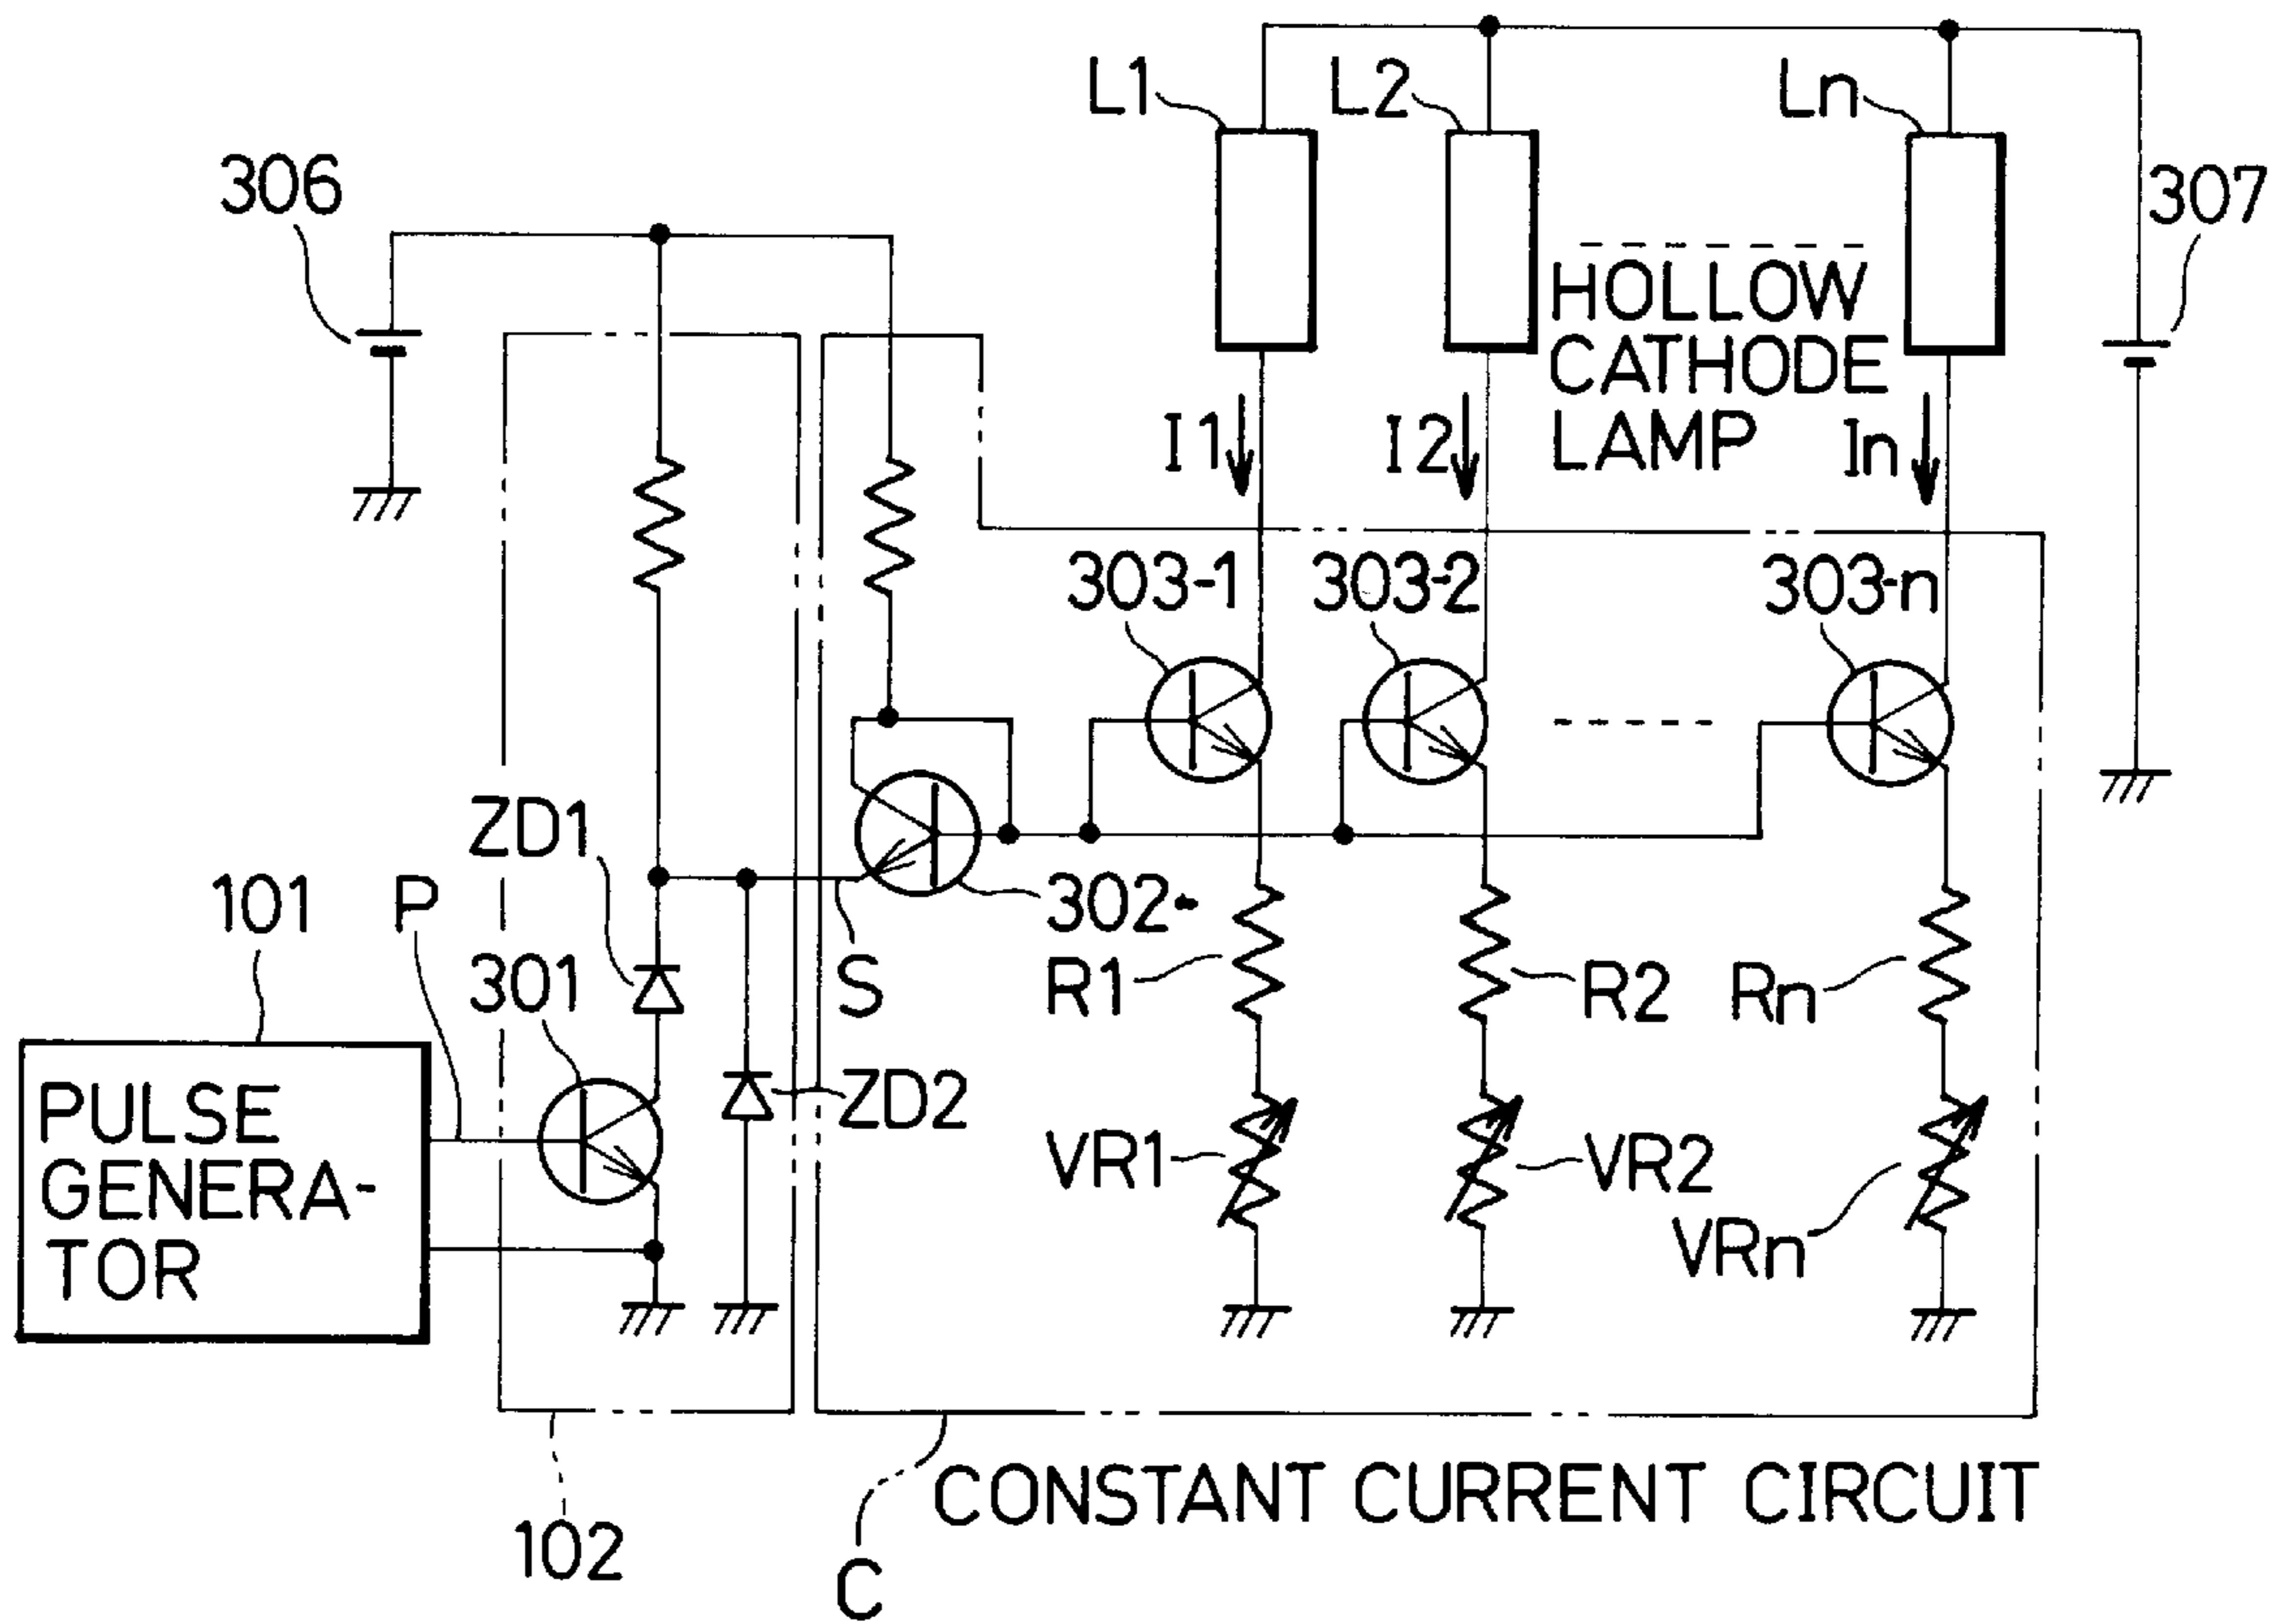 L1
L2
Ln
306
307
HOLLOW
CATHODE
LAMP
I1
I2
In
303-1
303-2
303-n
ZD1
101
P
302
301
S
R1
R2
Rn
PULSE
GENERA-
TOR
ZD2
VR1
VR2
VRn
CONSTANT CURRENT CIRCUIT
102
C